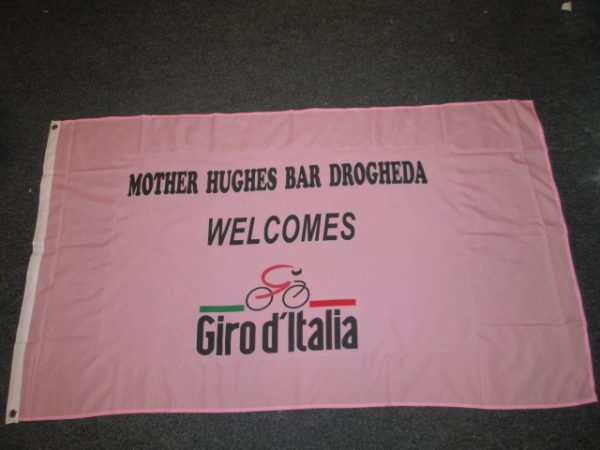 MOTHER HUGHES BAR DROGHEDA
WELCOMES
Giro d'Italia